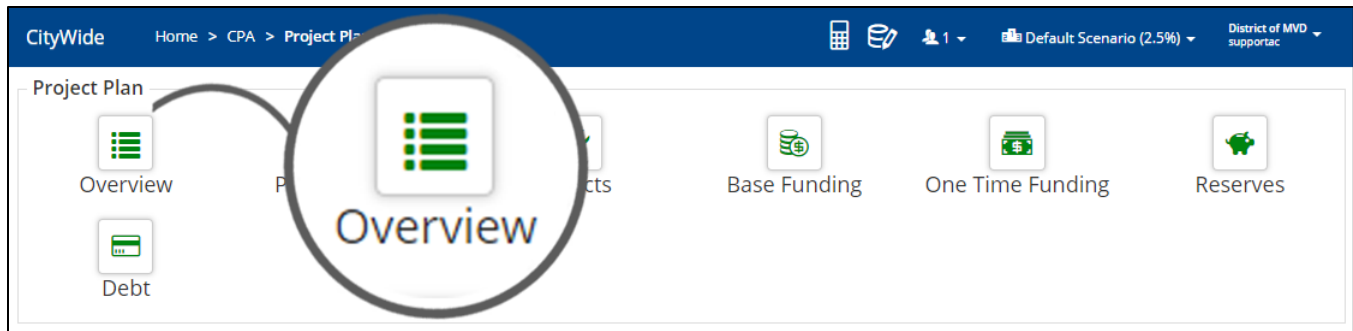 CityWide Home > CPA > Project Pla 1 Default Scenario (2.5%) District of MVD
supportac
Project Plan
Overview P cts Base Funding One Time Funding Reserves
Overview
Debt